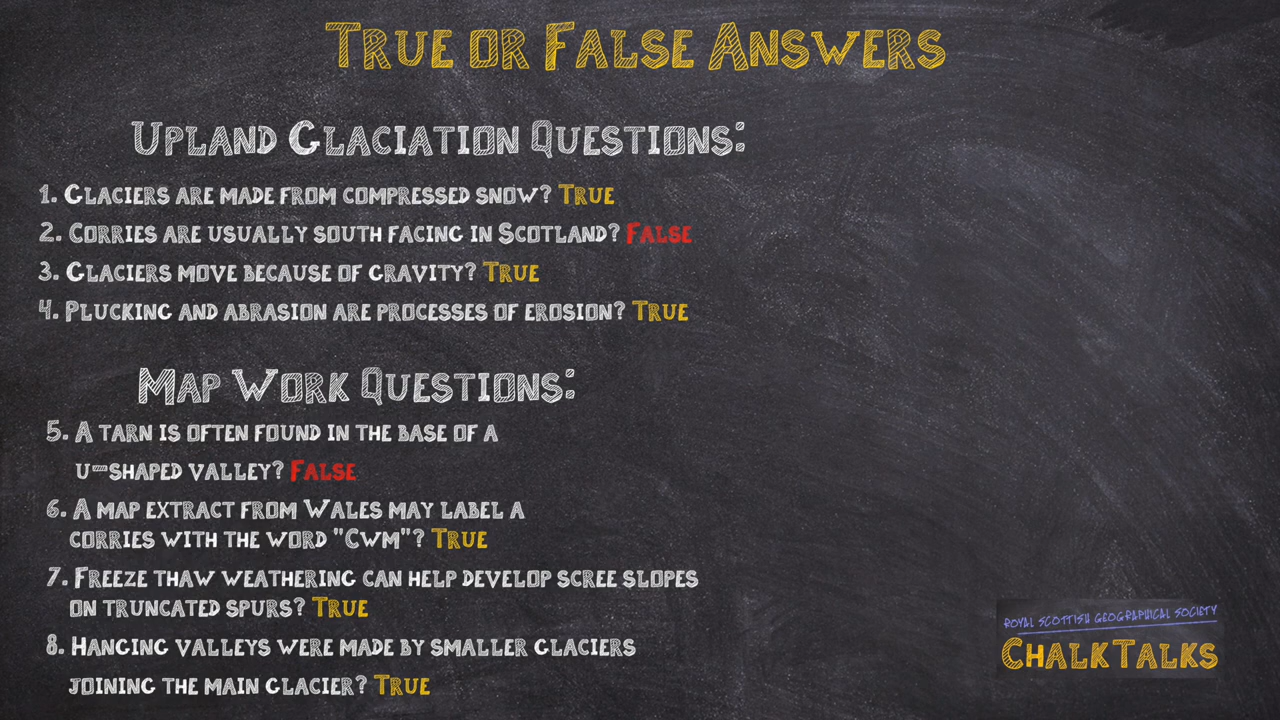 True or False Answers
Upland Glaciation Questions:
1. Glaciers are made from compressed snow? True
2. Corries are usually south facing in Scotland? False
3. Glaciers move because of gravity? True
4. Plucking and abrasion are processes of erosion? True
Map Work Questions:
5. A tarn is often found in the base of a
u-shaped valley? False
6. A map extract from Wales may label a
corries with the word "Cwm"? True
7. Freeze thaw weathering can help develop scree slopes
on truncated spurs? True
8. Hanging valleys were made by smaller glaciers
joining the main glacier? True
Royal Scottish Geographical Society
ChalkTalks